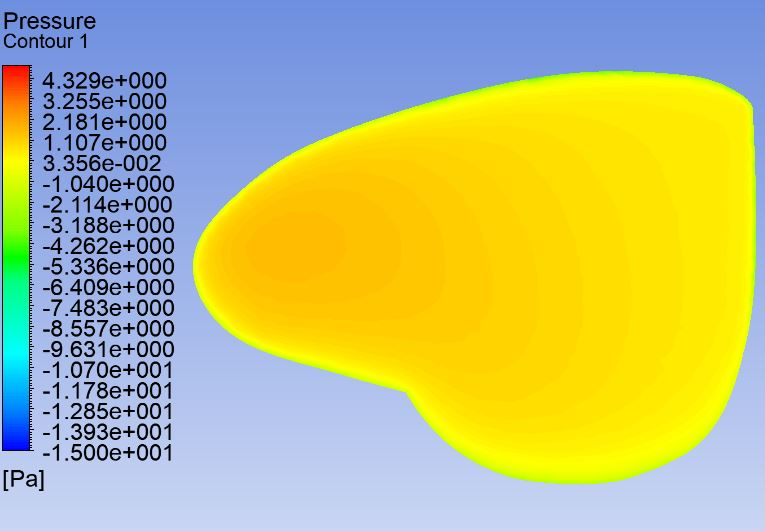 Pressure
Contour 1
4.329e+000
3.255e+000
2.181e+000
1.107e+000
3.356e-002
-1.040e+000
-2.114e+000
-3.188e+000
-4.262e+000
-5.336e+000
-6.409e+000
-7.483e+000
-8.557e+000
-9.631e+000
-1.070e+001
-1.178e+001
-1.285e+001
-1.393e+001
-1.500e+001
[Pa]